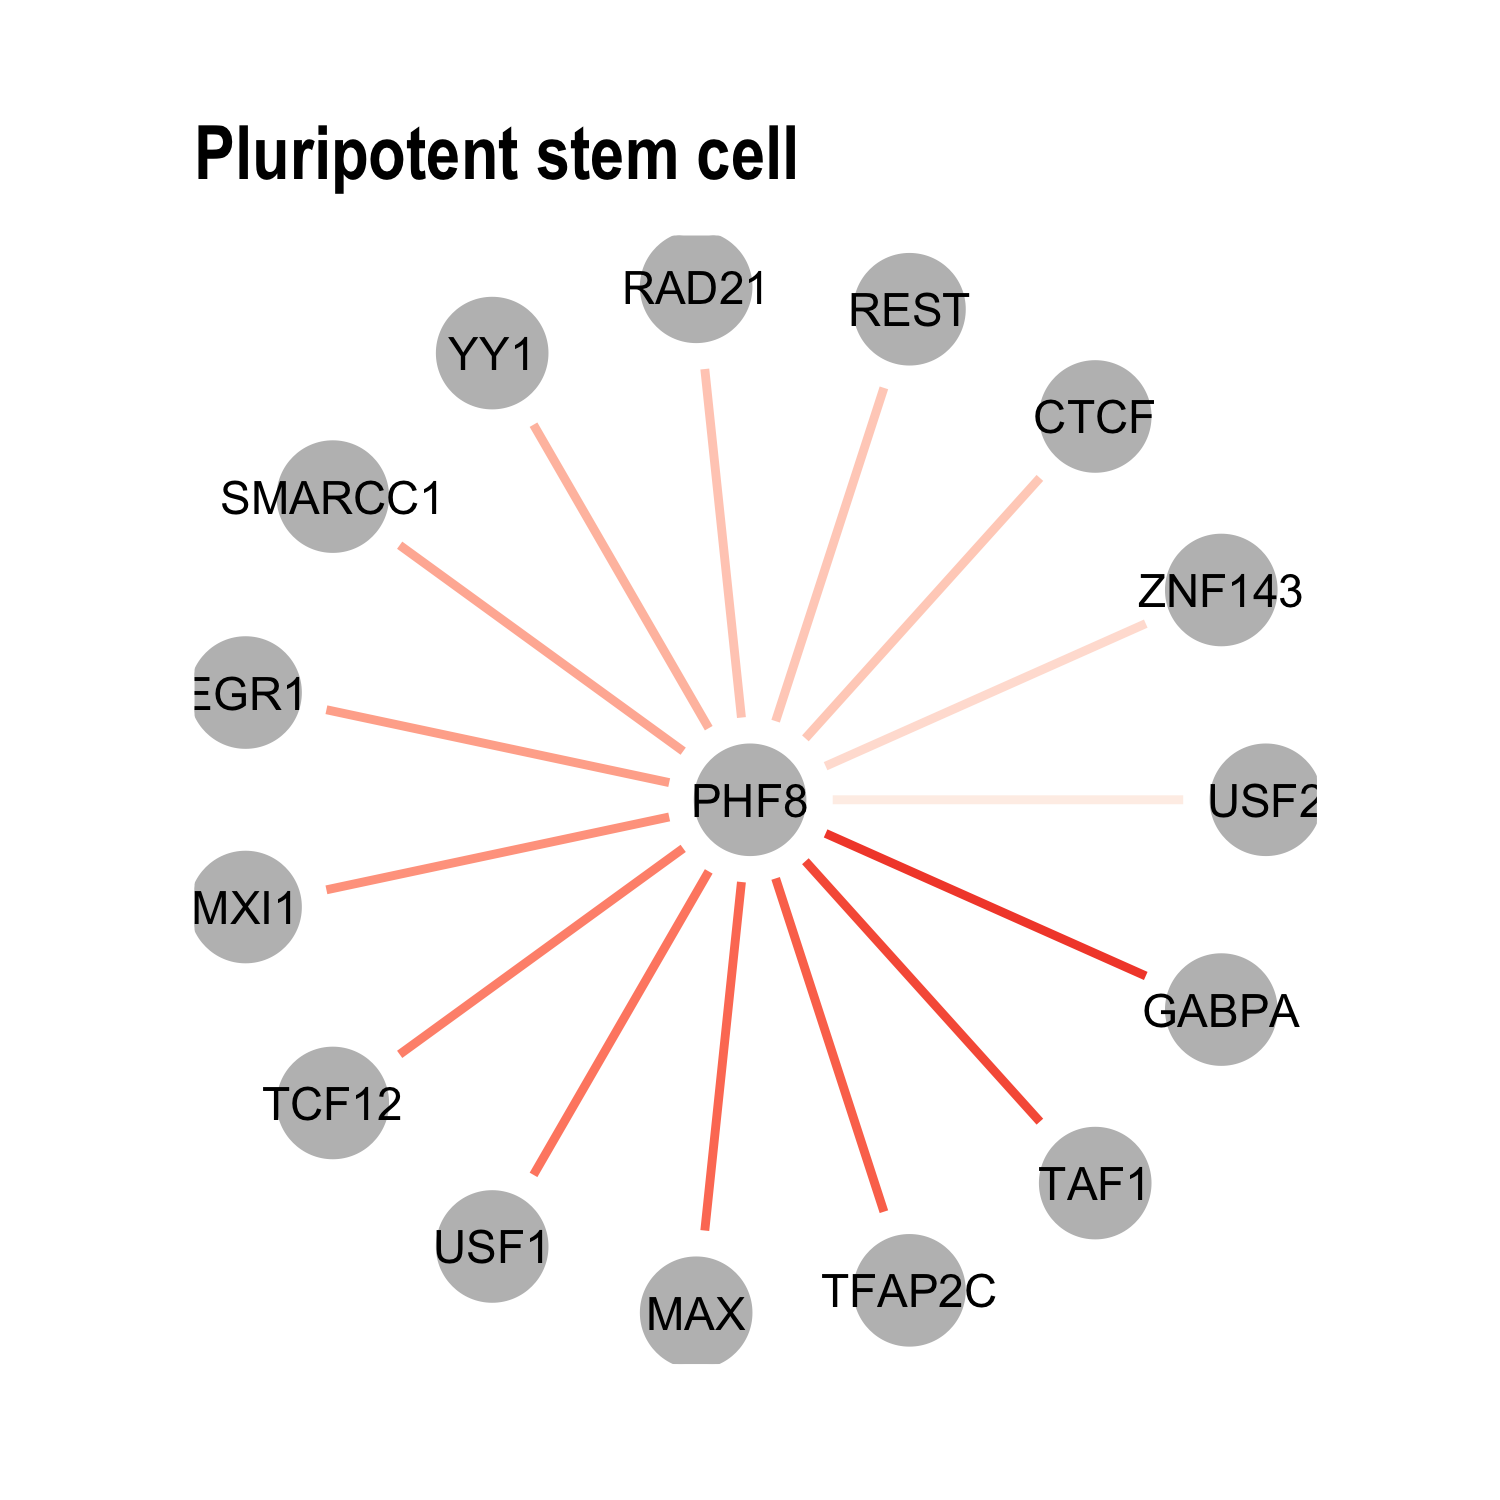 Pluripotent stem cell
RAD21
REST
YY1
CTCF
SMARCC1
ZNF143
EGR1
PHF8
USF2
MXI1
GABPA
TCF12
TAF1
USF1
TFAP2C
MAX